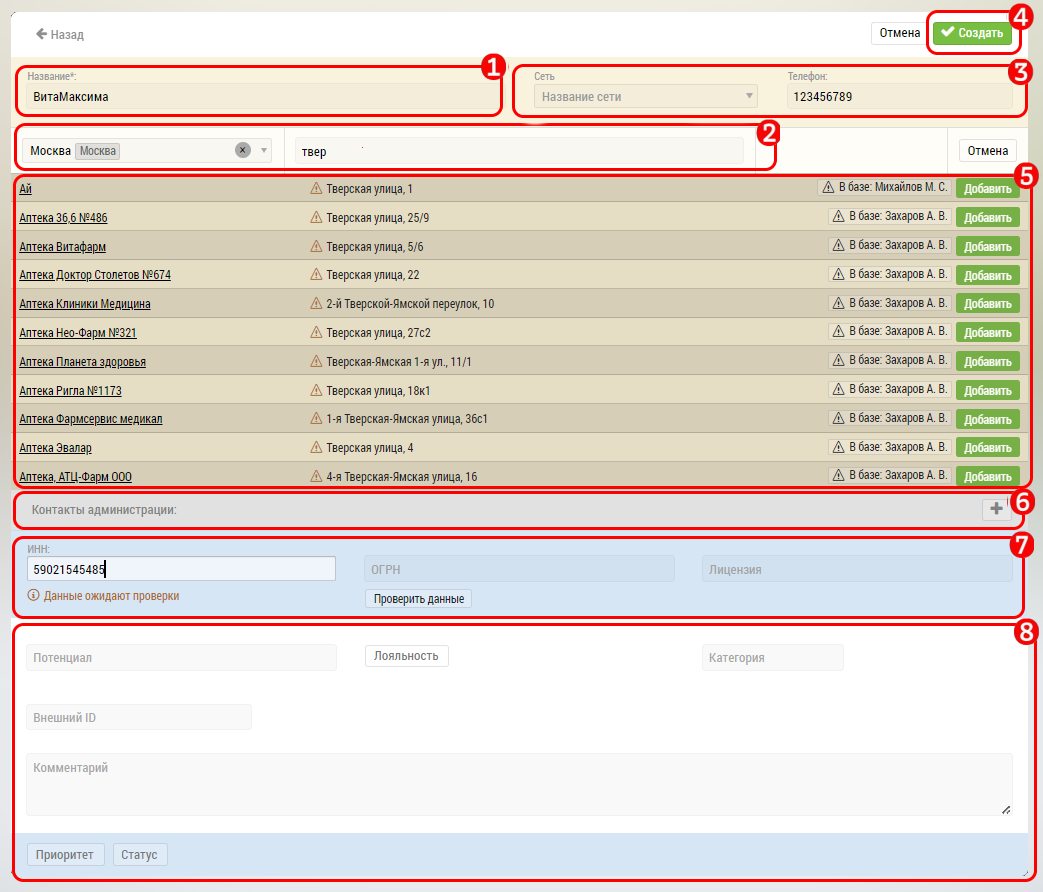 Назад
Отмена
Создать
4
1
3
Название*:
Сеть
Телефон:
ВитаМаксима
Название сети
123456789
2
Москва Москва
твер
Отмена
5
Ай Тверская улица, 1 В базе: Михайлов М. С. Добавить
Аптека 36,6 №486 Тверская улица, 25/9 В базе: Захаров А. В. Добавить
Аптека Витафарм Тверская улица, 5/6 В базе: Захаров А. В. Добавить
Аптека Доктор Столетов №674 Тверская улица, 22 В базе: Захаров А. В. Добавить
Аптека Клиники Медицина 2-й Тверской-Ямской переулок, 10 В базе: Захаров А. В. Добавить
Аптека Нео-Фарм №321 Тверская улица, 27с2 В базе: Захаров А. В. Добавить
Аптека Планета здоровья Тверская-Ямская 1-я ул., 11/1 В базе: Захаров А. В. Добавить
Аптека Ригла №1173 Тверская улица, 18к1 В базе: Захаров А. В. Добавить
Аптека Фармсервис медикал 1-я Тверская-Ямская улица, 36с1 В базе: Захаров А. В. Добавить
Аптека Эвалар Тверская улица, 4 В базе: Захаров А. В. Добавить
Аптека, АТЦ-Фарм ООО 4-я Тверская-Ямская улица, 16 В базе: Захаров А. В. Добавить
6
Контакты администрации:
7
ИНН:
59021545485
ОГРН
Лицензия
Данные ожидают проверки
Проверить данные
8
Потенциал
Лояльность
Категория
Внешний ID
Комментарий
Приоритет
Статус